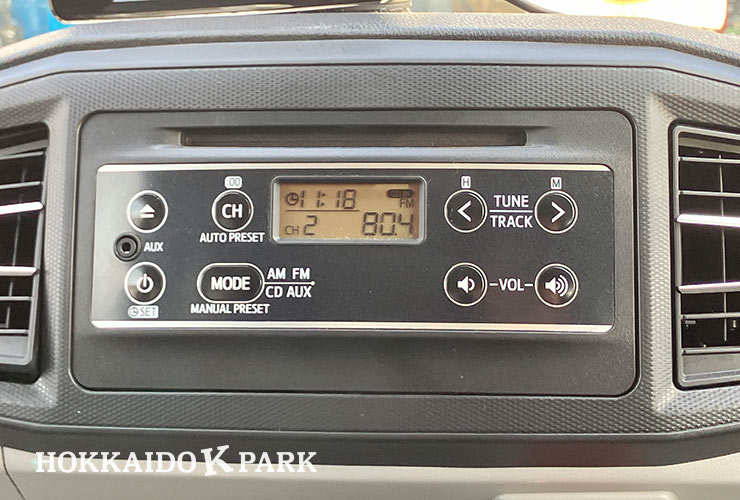 :00
H
M
CH
11:18
FM
TUNE
TRACK
AUTO PRESET
CH 2 80.4
AUX
MODE
AM FM
CD AUX
-VOL-
SET
MANUAL PRESET
HOKKAIDO K PARK